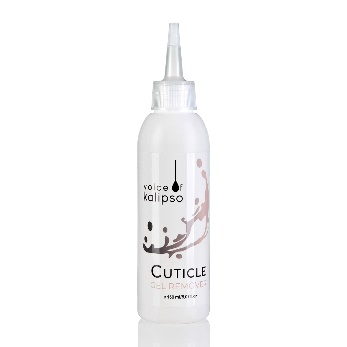 voice of
kalipso
CUTICLE
GEL REMOVER